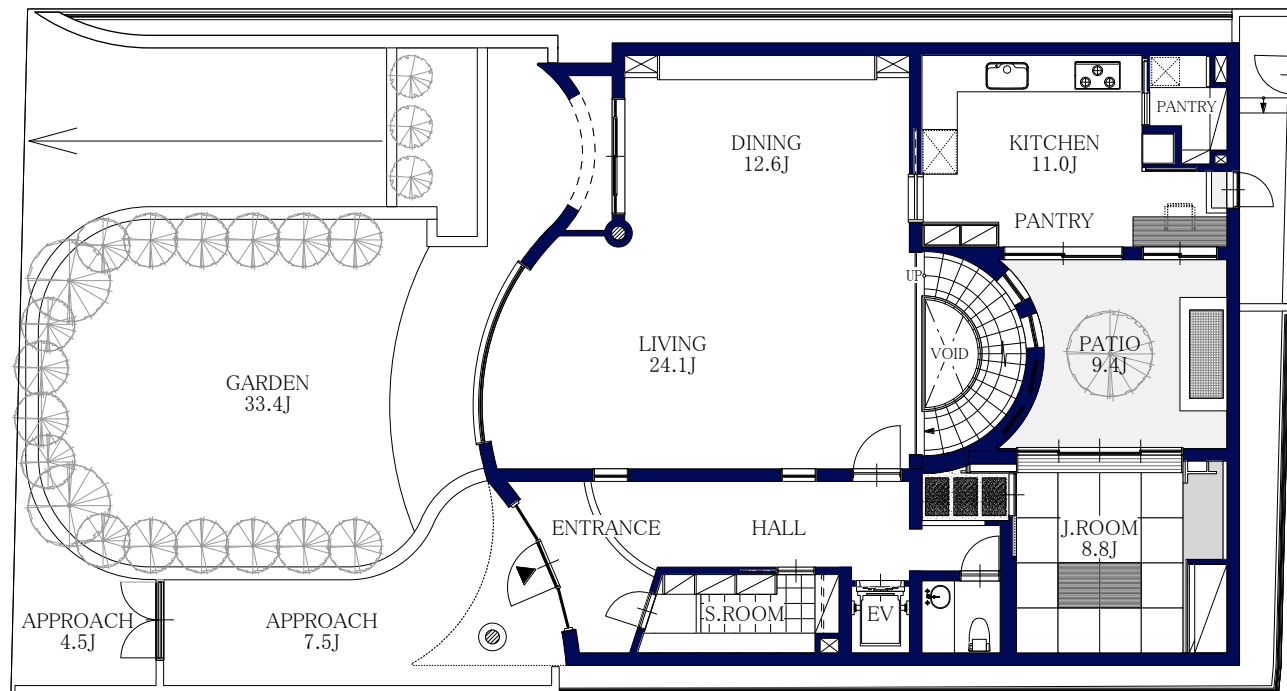 PANTRY
DINING
12.6J
KITCHEN
11.0J
PANTRY
UP
LIVING
24.1J
VOID
PATIO
9.4J
GARDEN
33.4J
ENTRANCE
HALL
J.ROOM
8.8J
APPROACH
4.5J
APPROACH
7.5J
S.ROOM
EV